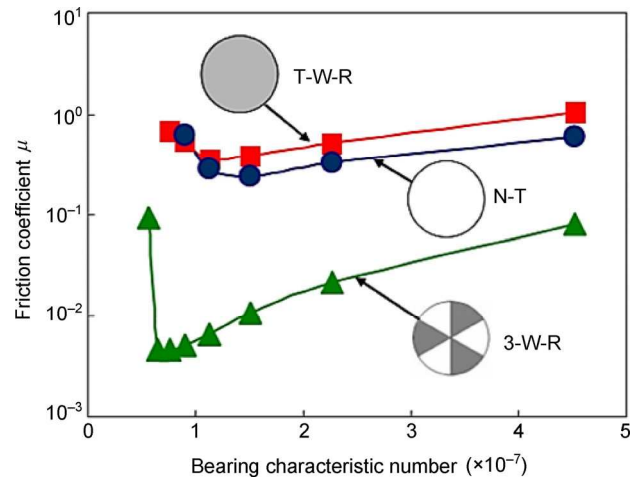 10¹
10⁰
10⁻¹
10⁻²
10⁻³
Friction coefficient μ
T-W-R
N-T
3-W-R
0 1 2 3 4 5
Bearing characteristic number (×10⁻⁷)